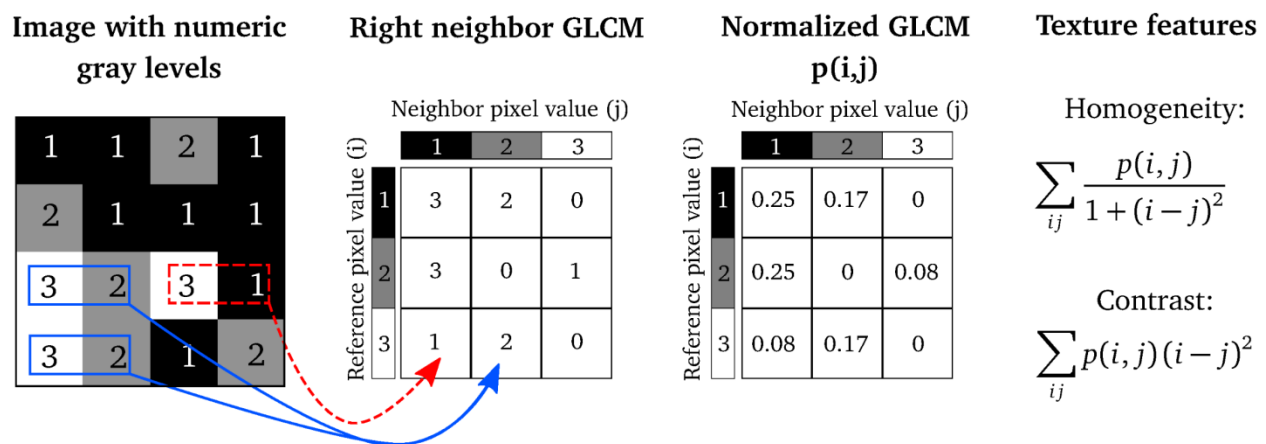 Image with numeric
gray levels
1 1 2 1
2 1 1 1
3 2 3 1
3 2 1 2
Right neighbor GLCM
Neighbor pixel value (j)
Reference pixel value (i)
1 2 3
1 3 2 0
2 3 0 1
3 1 2 0
Normalized GLCM
p(i,j)
Neighbor pixel value (j)
Reference pixel value (i)
1 2 3
1 0.25 0.17 0
2 0.25 0 0.08
3 0.08 0.17 0
Texture features
Homogeneity:
∑_{ij} p(i, j) / (1 + (i − j)²)
Contrast:
∑_{ij} p(i, j)(i − j)²